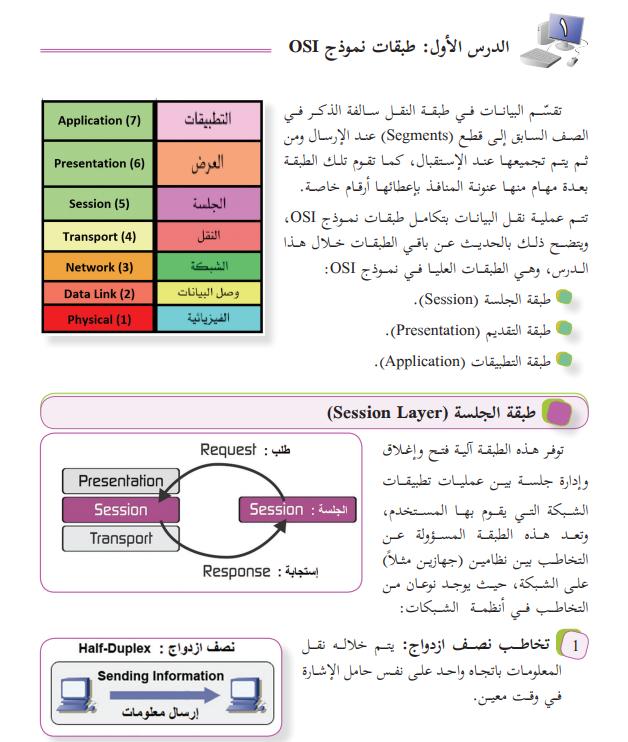 ١
الدرس الأول: طبقات نموذج OSI
تقسّم البيانات في طبقة النقل سالفة الذكر في
الصف السابق إلى قطع (Segments) عند الإرسال ومن
ثم يتم تجميعها عند الإستقبال، كما تقوم تلك الطبقة
بعدة مهام منها عنونة المنافذ بإعطائها أرقام خاصة.
تتم عملية نقل البيانات بتكامل طبقات نموذج OSI،
ويتضح ذلك بالحديث عن باقي الطبقات خلال هذا
الدرس، وهي الطبقات العليا في نموذج OSI:
طبقة الجلسة (Session).
طبقة التقديم (Presentation).
طبقة التطبيقات (Application).
Application (7) التطبيقات
Presentation (6) العرض
Session (5) الجلسة
Transport (4) النقل
Network (3) الشبكة
Data Link (2) وصل البيانات
Physical (1) الفيزيائية
طبقة الجلسة (Session Layer)
توفر هذه الطبقة آلية فتح وإغلاق
وإدارة جلسة بين عمليات تطبيقات
الشبكة التي يقوم بها المستخدم،
وتعد هذه الطبقة المسؤولة عن
التخاطب بين نظامين (جهازين مثلاً)
على الشبكة، حيث يوجد نوعان من
التخاطب في أنظمة الشبكات:
طلب : Request
Presentation
Session
Transport
الجلسة : Session
إستجابة : Response
1 تخاطب نصف ازدواج: يتم خلاله نقل
المعلومات باتجاه واحد على نفس حامل الإشارة
في وقت معين.
نصف ازدواج : Half-Duplex
Sending Information
إرسال معلومات